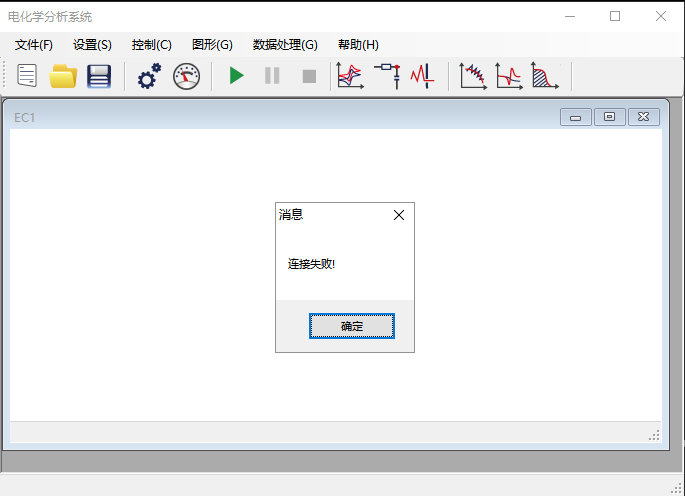 电化学分析系统
文件(F) 设置(S) 控制(C) 图形(G) 数据处理(G) 帮助(H)
EC1
消息
连接失败!
确定